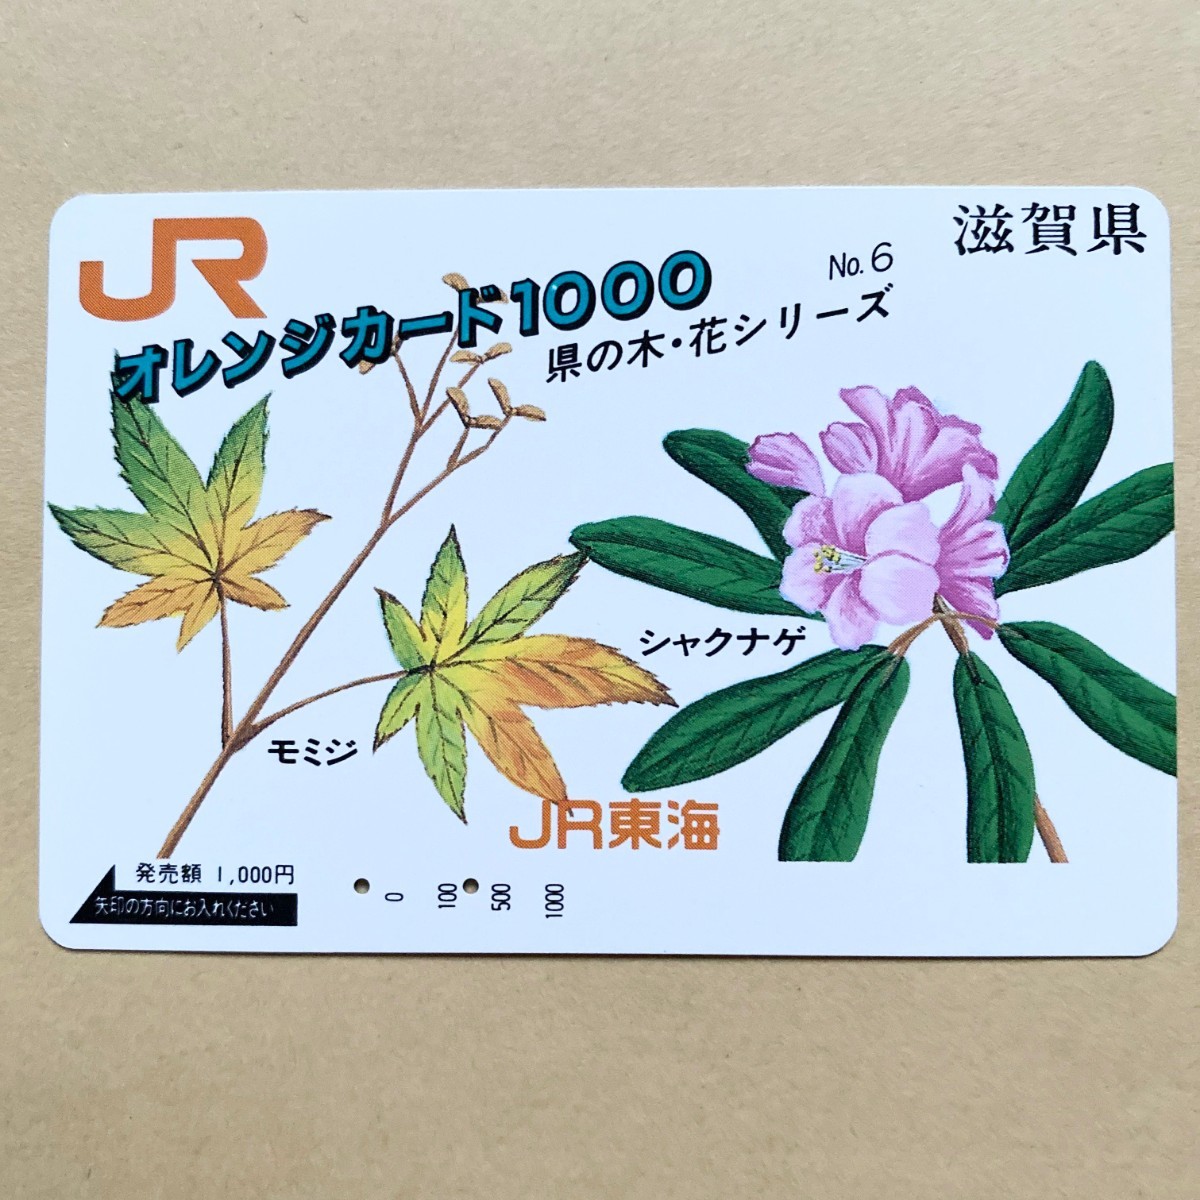 JR
滋賀県
No.6
オレンジカード1000
県の木・花シリーズ
シャクナゲ
モミジ
JR東海
発売額 1,000円
矢印の方向にお入れください
0 100 500 1000